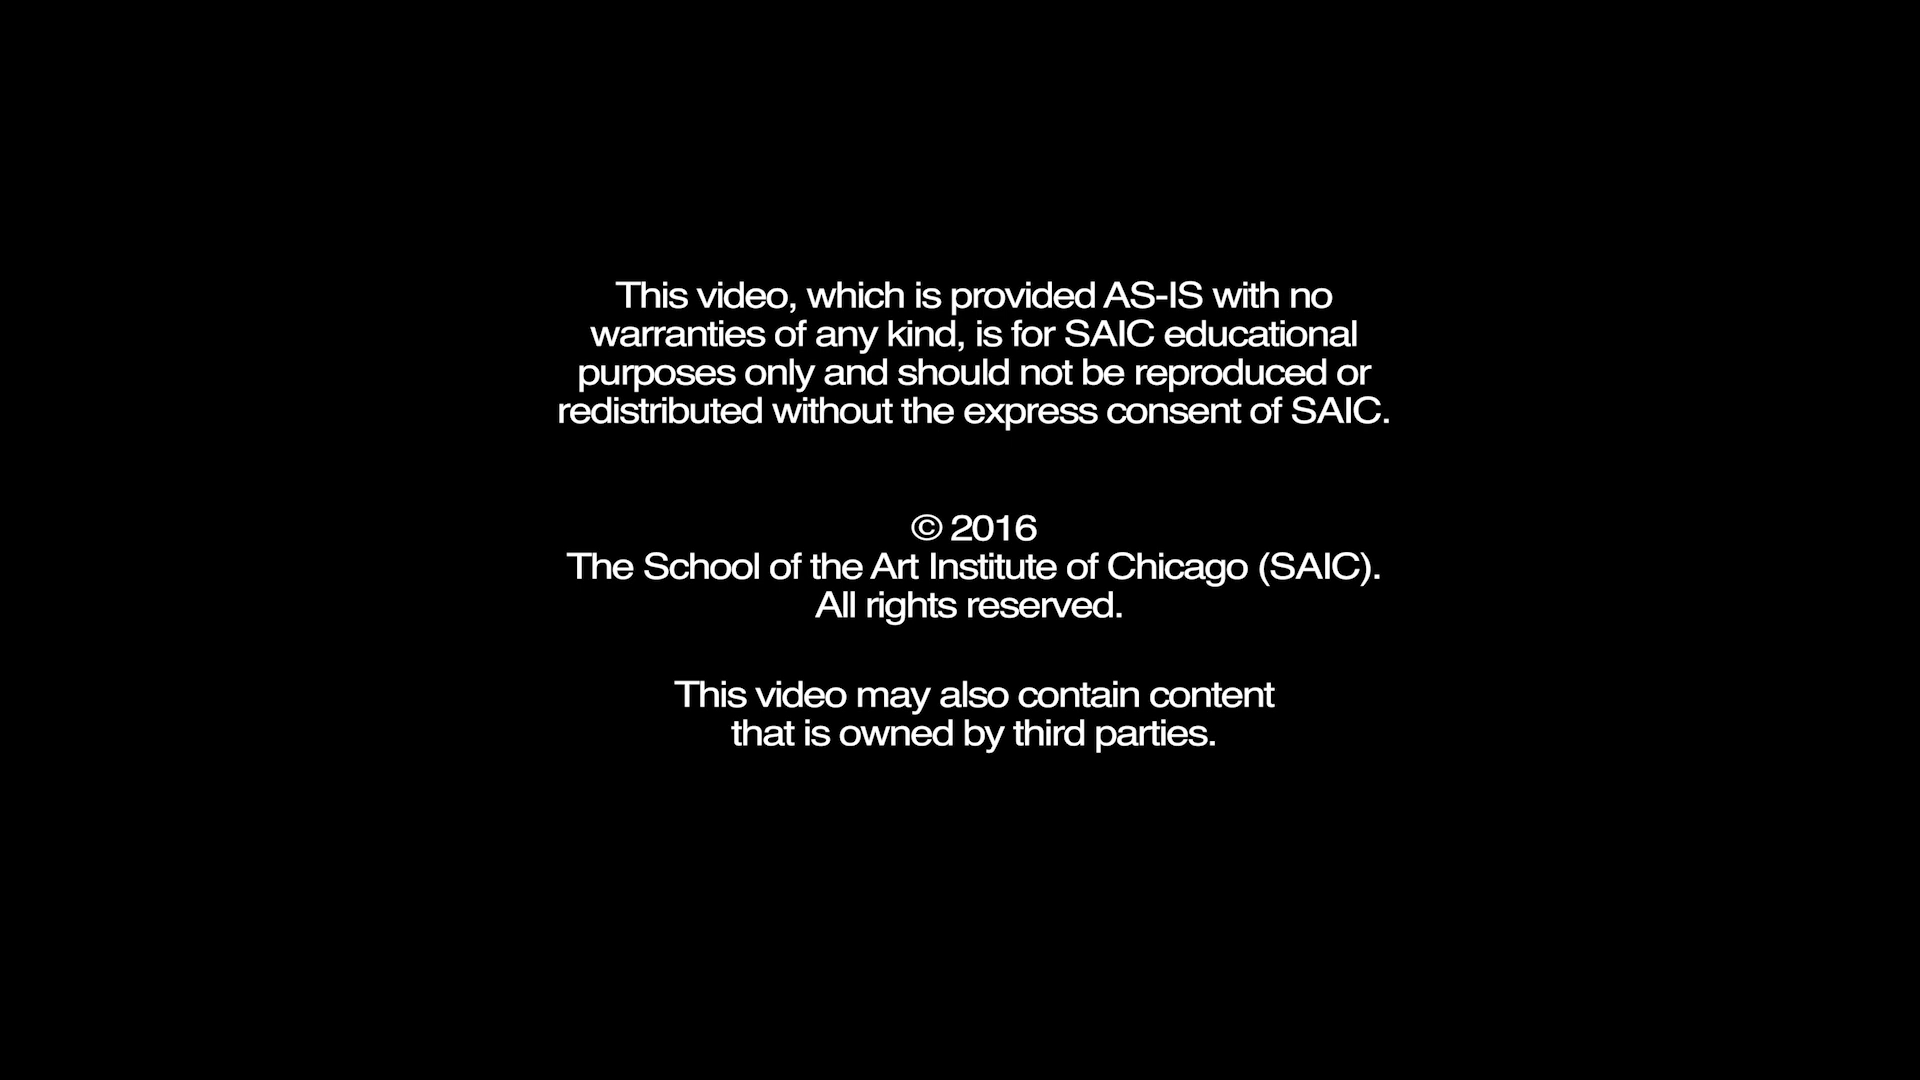 This video, which is provided AS-IS with no
warranties of any kind, is for SAIC educational
purposes only and should not be reproduced or
redistributed without the express consent of SAIC.
© 2016
The School of the Art Institute of Chicago (SAIC).
All rights reserved.
This video may also contain content
that is owned by third parties.